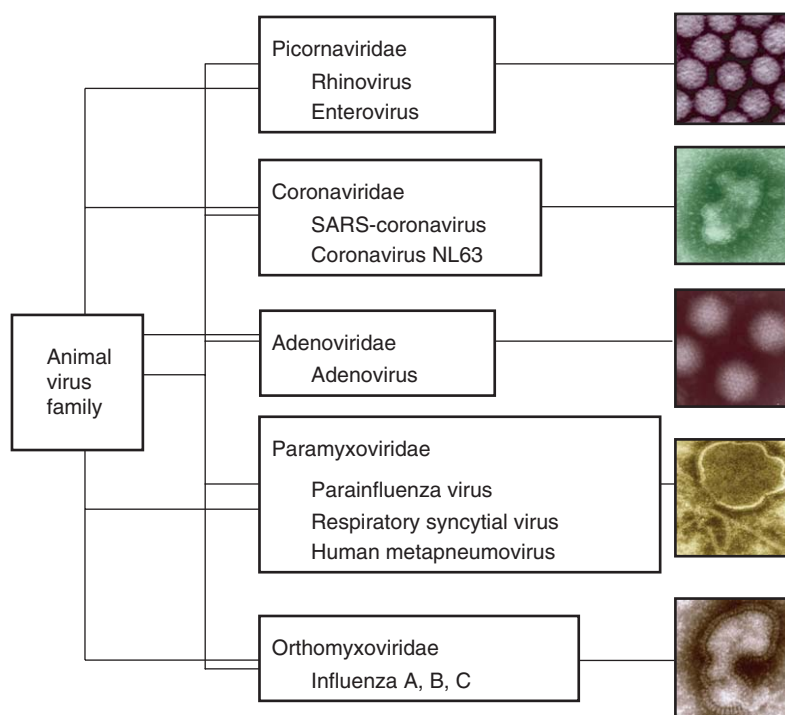 Animal
virus
family
Picornaviridae
Rhinovirus
Enterovirus
Coronaviridae
SARS-coronavirus
Coronavirus NL63
Adenoviridae
Adenovirus
Paramyxoviridae
Parainfluenza virus
Respiratory syncytial virus
Human metapneumovirus
Orthomyxoviridae
Influenza A, B, C